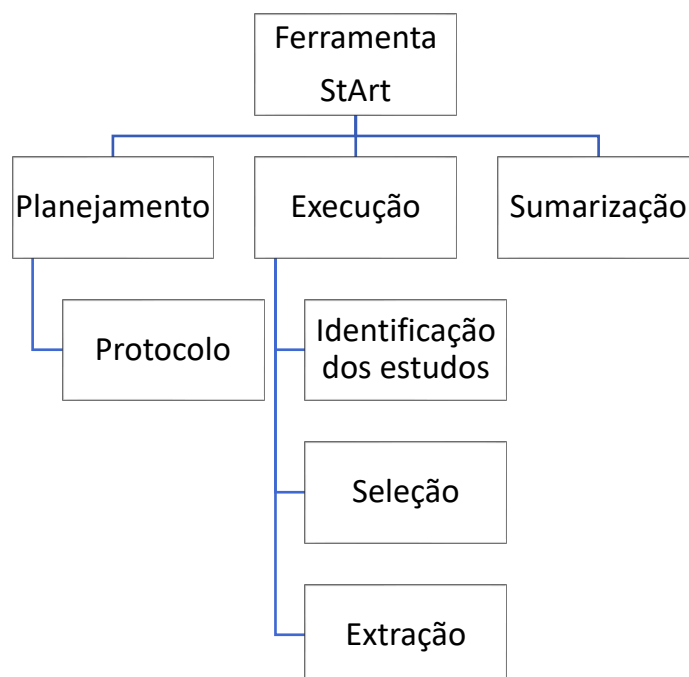 Ferramenta
StArt
Planejamento
Execução
Sumarização
Protocolo
Identificação
dos estudos
Seleção
Extração